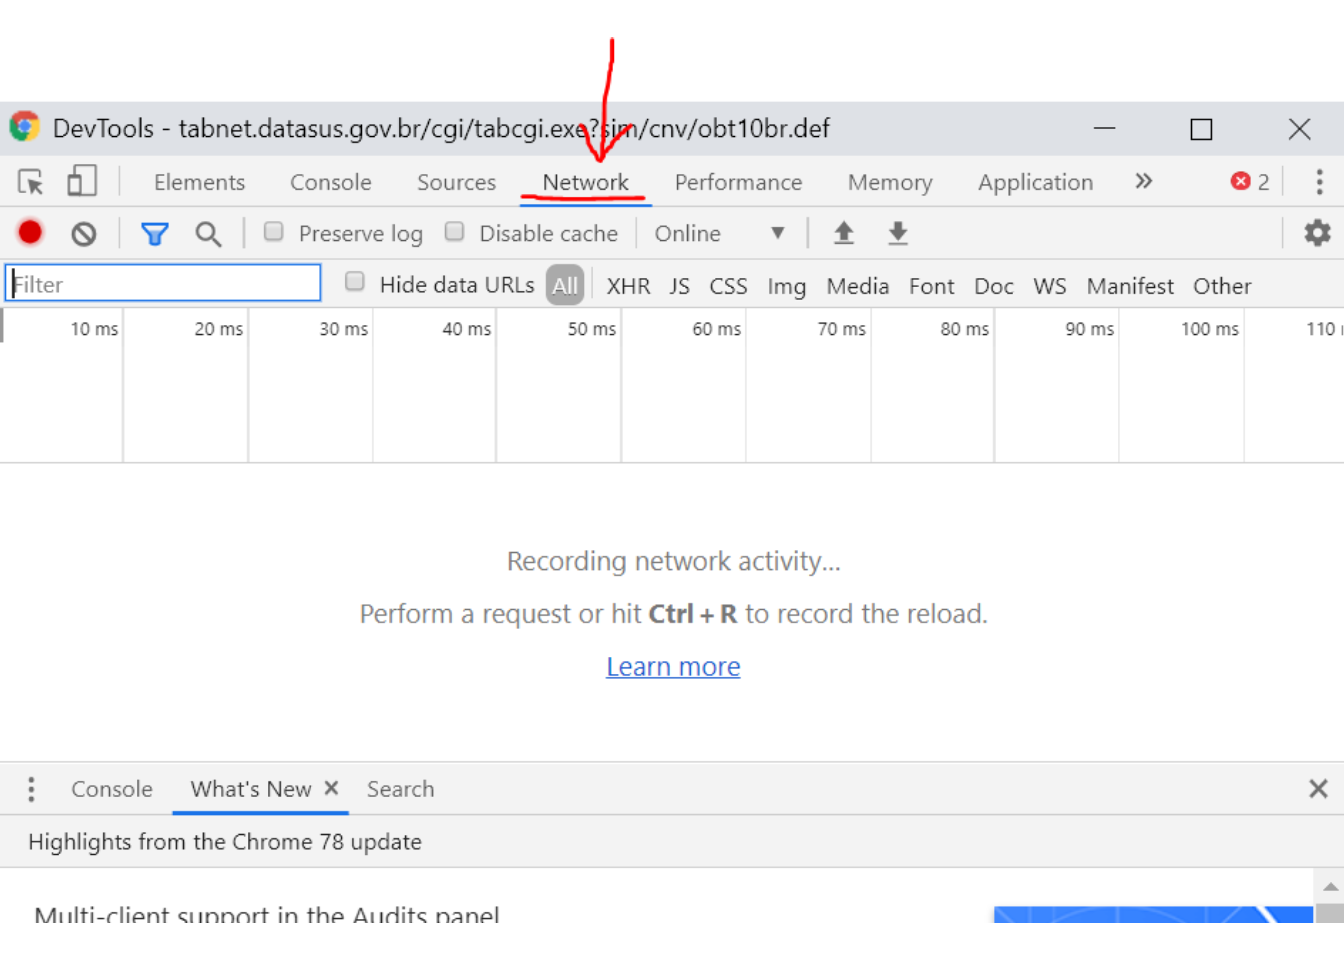 DevTools - tabnet.datasus.gov.br/cgi/tabcgi.exe?sim/cnv/obt10br.def
Elements Console Sources Network Performance Memory Application » 2
Preserve log Disable cache Online
Filter Hide data URLs All XHR JS CSS Img Media Font Doc WS Manifest Other
10 ms 20 ms 30 ms 40 ms 50 ms 60 ms 70 ms 80 ms 90 ms 100 ms 110
Recording network activity...
Perform a request or hit Ctrl + R to record the reload.
Learn more
Console What's New × Search
Highlights from the Chrome 78 update
Multi-client support in the Audits panel